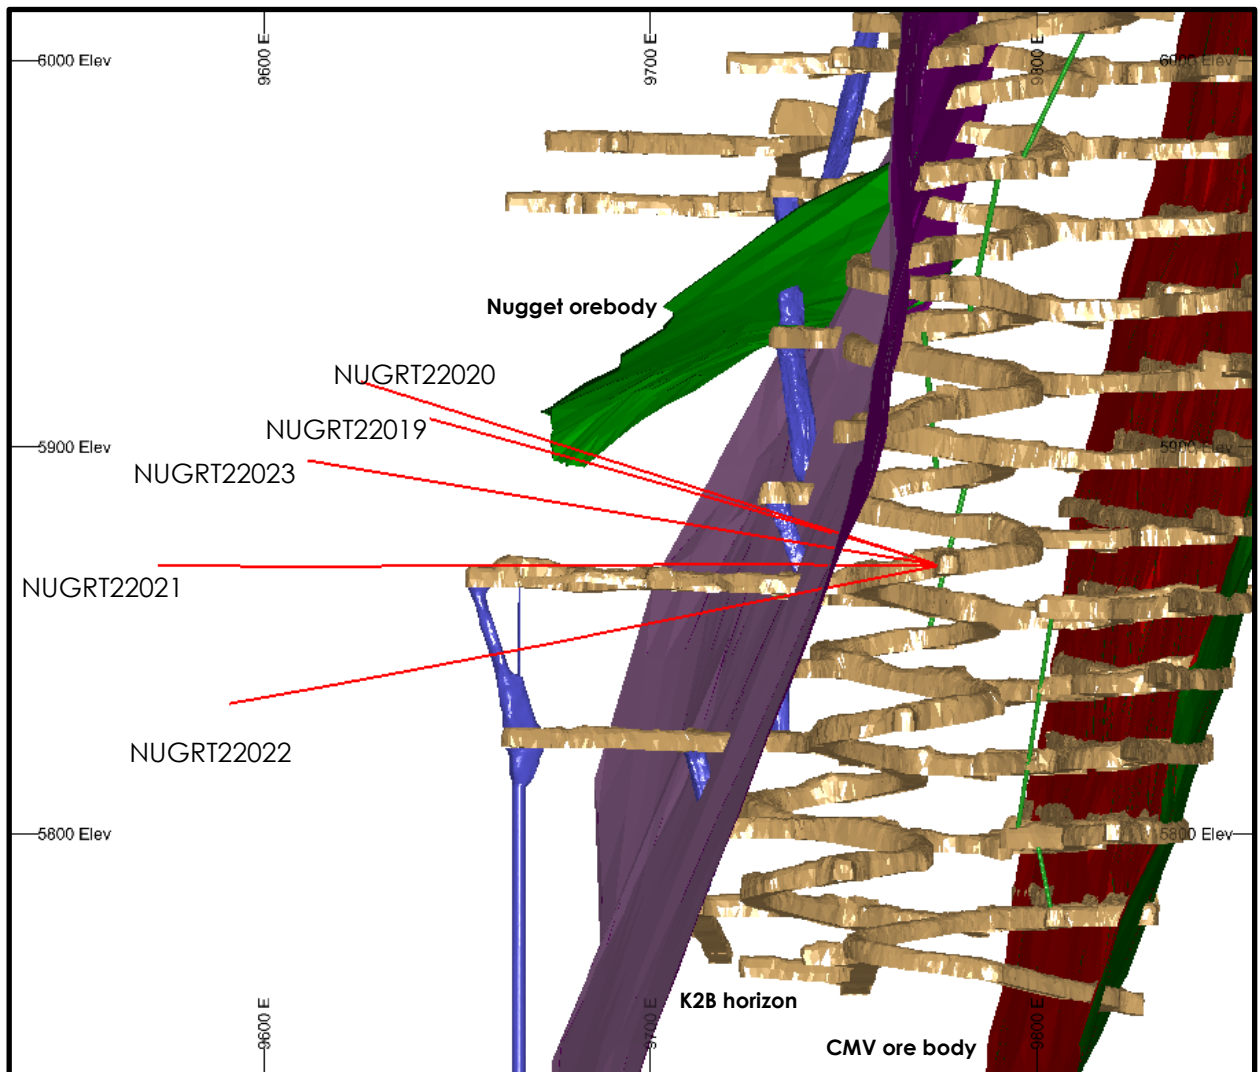 9600 E
9700 E
9800 E
6000 Elev
6000 Elev
Nugget orebody
NUGRT22020
NUGRT22019
5900 Elev
5900 Elev
NUGRT22023
NUGRT22021
NUGRT22022
5800 Elev
5800 Elev
K2B horizon
9600 E
9700 E
9800 E
CMV ore body